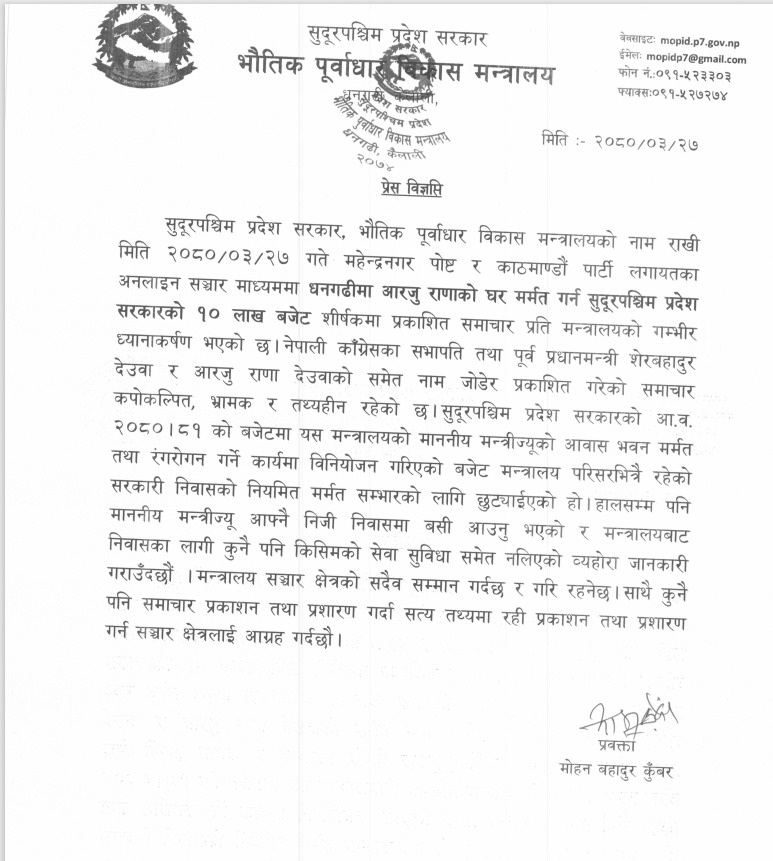 सुदूरपश्चिम प्रदेश सरकार
भौतिक पूर्वाधार विकास मन्त्रालय
धनगढी, कैलाली,
वेबसाइटः mopid.p7.gov.np
ईमेलः mopidp7@gmail.com
फोन नं.:०९१-५२३३०३
फ्याक्सः०९१-५२७२७४
प्रदेश सरकार
सुदूरपश्चिम प्रदेश
भौतिक पूर्वाधार विकास मन्त्रालय
धनगढी, कैलाली
२०७४
मिति :- २०८०/०३/२७
प्रेस विज्ञप्ति
सुदूरपश्चिम प्रदेश सरकार, भौतिक पूर्वाधार विकास मन्त्रालयको नाम राखी
मिति २०८०/०३/२७ गते महेन्द्रनगर पोष्ट र काठमाण्डौं पार्टी लगायतका
अनलाइन सञ्चार माध्यममा धनगढीमा आरजु राणाको घर मर्मत गर्न सुदूरपश्चिम प्रदेश
सरकारको १० लाख बजेट शीर्षकमा प्रकाशित समाचार प्रति मन्त्रालयको गम्भीर
ध्यानाकर्षण भएको छ।नेपाली काँग्रेसका सभापति तथा पूर्व प्रधानमन्त्री शेरबहादुर
देउवा र आरजु राणा देउवाको समेत नाम जोडेर प्रकाशित गरेको समाचार
कपोकल्पित, भ्रामक र तथ्यहीन रहेको छ।सुदूरपश्चिम प्रदेश सरकारको आ.व.
२०८०।८१ को बजेटमा यस मन्त्रालयको माननीय मन्त्रीज्यूको आवास भवन मर्मत
तथा रंगरोगन गर्ने कार्यमा विनियोजन गरिएको बजेट मन्त्रालय परिसरभित्रै रहेको
सरकारी निवासको नियमित मर्मत सम्भारको लागि छुट्याईएको हो।हालसम्म पनि
माननीय मन्त्रीज्यू आफ्नै निजी निवासमा बसी आउनु भएको र मन्त्रालयबाट
निवासका लागी कुनै पनि किसिमको सेवा सुविधा समेत नलिएको व्यहोरा जानकारी
गराउँदछौं ।मन्त्रालय सञ्चार क्षेत्रको सदैव सम्मान गर्दछ र गरि रहनेछ।साथै कुनै
पनि समाचार प्रकाशन तथा प्रशारण गर्दा सत्य तथ्यमा रही प्रकाशन तथा प्रशारण
गर्न सञ्चार क्षेत्रलाई आग्रह गर्दछौ।
प्रवक्ता
मोहन बहादुर कुँवर